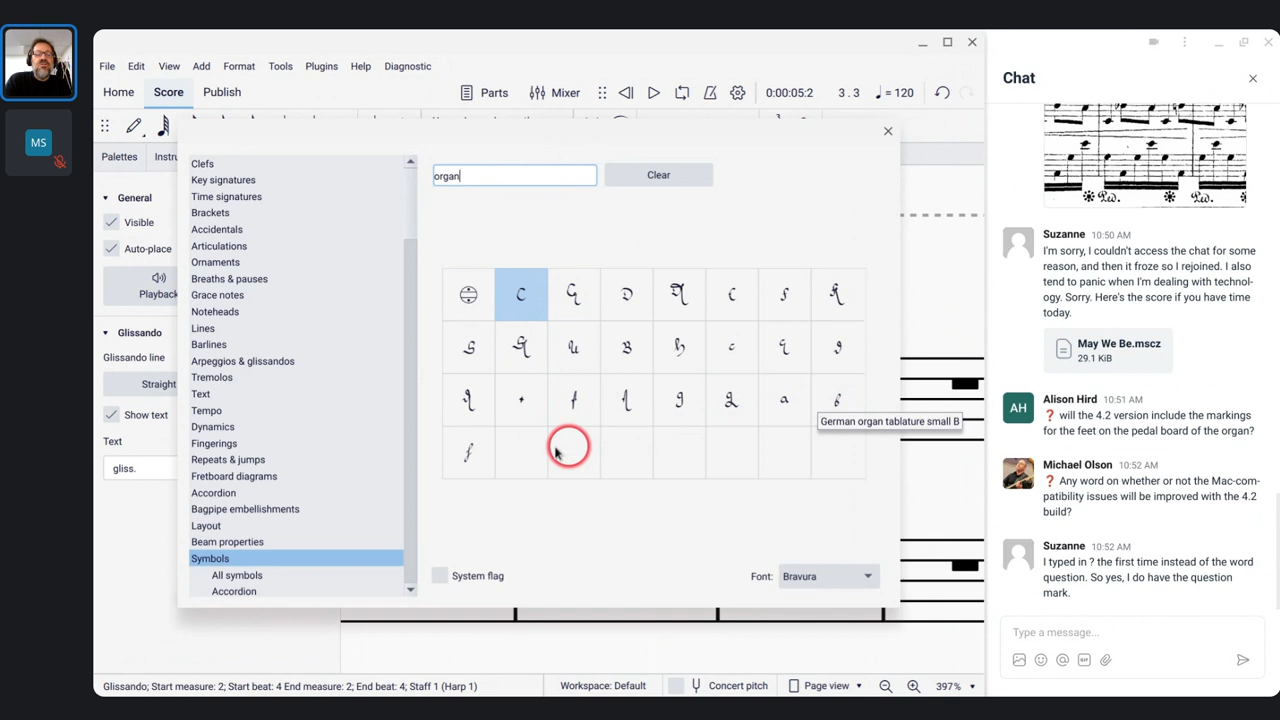 File Edit View Add Format Tools Plugins Help Diagnostic
Home Score Publish
Parts Mixer 0:00:05:2 3 . 3 = 120
Palettes Instru
General
Visible
Auto-place
Playback
Glissando
Glissando line
Straight
Show text
Text
gliss.
Clefs
Key signatures
Time signatures
Brackets
Accidentals
Articulations
Ornaments
Breaths & pauses
Grace notes
Noteheads
Lines
Barlines
Arpeggios & glissandos
Tremolos
Text
Tempo
Dynamics
Fingerings
Repeats & jumps
Fretboard diagrams
Accordion
Bagpipe embellishments
Layout
Beam properties
Symbols
All symbols
Accordion
organ
Clear
German organ tablature small B
System flag
Font: Bravura
Glissando; Start measure: 2; Start beat: 4 End measure: 2; End beat: 4; Staff 1 (Harp 1)
Workspace: Default
Concert pitch
Page view
397%
MS
Chat
Suzanne 10:50 AM
I'm sorry, I couldn't access the chat for some
reason, and then it froze so I rejoined. I also
tend to panic when I'm dealing with technol-
ogy. Sorry. Here's the score if you have time
today.
May We Be.mscz
29.1 KiB
AH
Alison Hird 10:51 AM
❓ will the 4.2 version include the markings
for the feet on the pedal board of the organ?
Michael Olson 10:52 AM
❓ Any word on whether or not the Mac-com-
patibility issues will be improved with the 4.2
build?
Suzanne 10:52 AM
I typed in ? the first time instead of the word
question. So yes, I do have the question
mark.
Type a message...
GIF